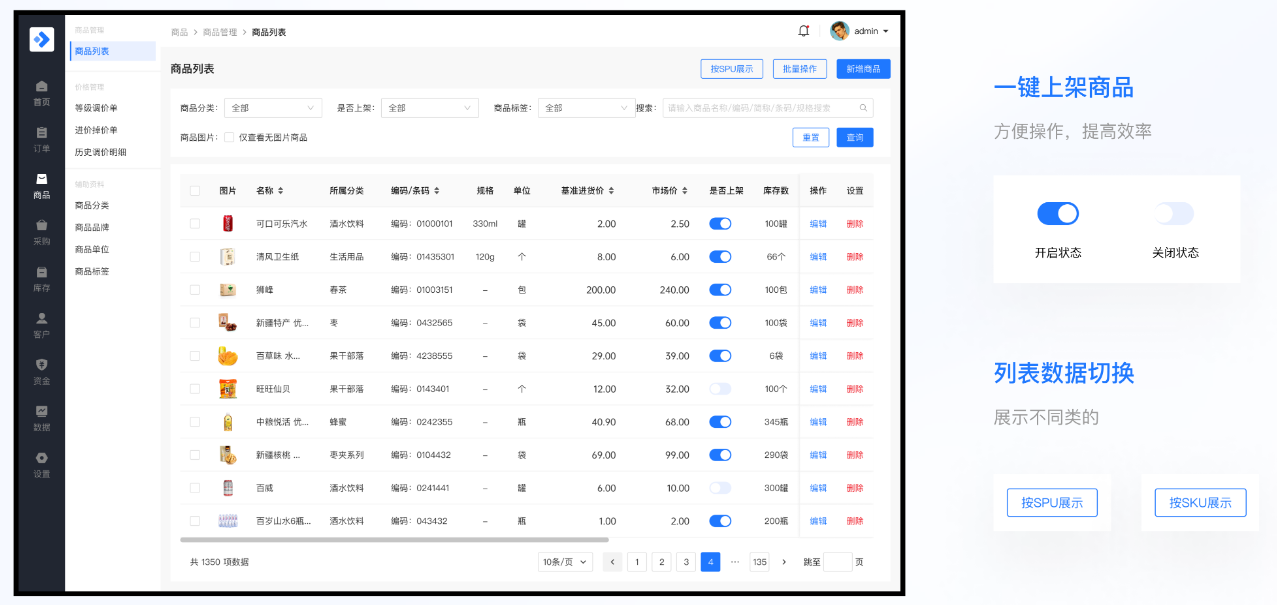 首页
订单
商品
采购
库存
客户
资金
数据
设置
商品管理
商品列表
价格管理
等级调价单
进价掉价单
历史调价明细
辅助资料
商品分类
商品品牌
商品单位
商品标签
商品 > 商品管理 > 商品列表
admin
商品列表
按SPU展示 批量操作 新增商品
商品分类: 全部 是否上架: 全部 商品标签: 全部 搜索: 请输入商品名称/编码/简称/条码/规格搜索
商品图片: 仅查看无图片商品 重置 查询
图片 名称 所属分类 编码/条码 规格 单位 基准进货价 市场价 是否上架 库存数 操作 设置
可口可乐汽水 酒水饮料 编码: 01000101 330ml 罐 2.00 2.50 100罐 编辑 删除
清风卫生纸 生活用品 编码: 01435301 120g 个 8.00 6.00 66个 编辑 删除
狮峰 春茶 编码: 01003151 – 包 200.00 240.00 100包 编辑 删除
新疆特产 优... 枣 编码: 0432565 – 袋 45.00 60.00 100袋 编辑 删除
百草味 水... 果干部落 编码: 4238555 – 袋 29.00 39.00 6袋 编辑 删除
旺旺仙贝 果干部落 编码: 0143401 – 个 12.00 32.00 100个 编辑 删除
中粮悦活 优... 蜂蜜 编码: 0242355 – 瓶 40.90 68.00 345瓶 编辑 删除
新疆核桃 ... 枣夹系列 编码: 0104432 – 袋 69.00 99.00 290袋 编辑 删除
百威 酒水饮料 编码: 0241441 – 罐 6.00 10.00 300罐 编辑 删除
百岁山水6瓶... 酒水饮料 编码: 043432 – 瓶 1.00 2.00 200瓶 编辑 删除
共 1350 项数据 10条/页 < 1 2 3 4 ··· 135 > 跳至 页
一键上架商品
方便操作，提高效率
开启状态 关闭状态
列表数据切换
展示不同类的
按SPU展示 按SKU展示